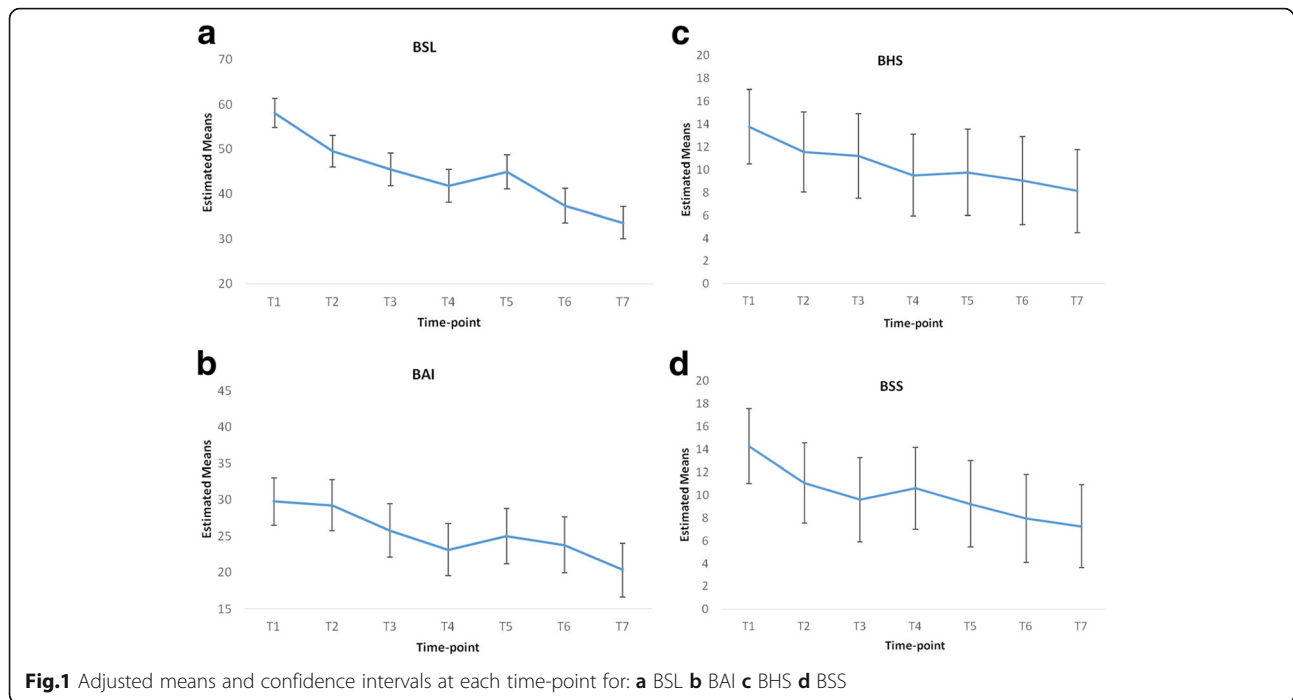 a
BSL
70
60
50
40
30
20
Estimated Means
T1 T2 T3 T4 T5 T6 T7
Time-point
b
BAI
45
40
35
30
25
20
15
Estimated Means
T1 T2 T3 T4 T5 T6 T7
Time-point
c
BHS
20
18
16
14
12
10
8
6
4
2
0
Estimated Means
T1 T2 T3 T4 T5 T6 T7
Time-point
d
BSS
20
18
16
14
12
10
8
6
4
2
0
Estimated Means
T1 T2 T3 T4 T5 T6 T7
Time-point
Fig.1 Adjusted means and confidence intervals at each time-point for: a BSL b BAI c BHS d BSS